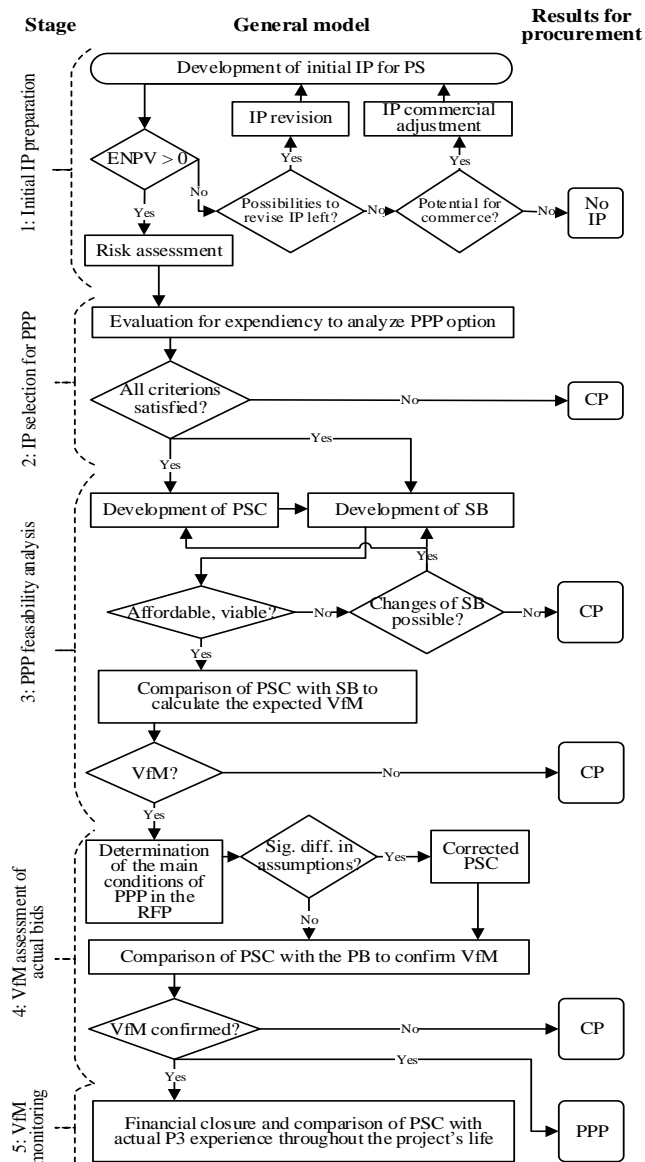 Stage
General model
Results for
procurement
1: Initial IP preparation
Development of initial IP for PS
IP revision
IP commercial
adjustment
Yes
Yes
ENPV > 0
No
Possibilities to
revise IP left?
No
Potential for
commerce?
No
No
IP
Yes
Risk assessment
2: IP selection for PPP
Evaluation for expendiency to analyze PPP option
All criterions
satisfied?
No
CP
Yes
Yes
3: PPP feasability analysis
Development of PSC
Development of SB
Yes
Affordable, viable?
No
Changes of SB
possible?
No
CP
Yes
Comparison of PSC with SB to
calculate the expected VfM
VfM?
No
CP
Yes
4: VfM assessment of
actual bids
Determination
of the main
conditions of
PPP in the
RFP
Sig. diff. in
assumptions?
Yes
Corrected
PSC
No
Comparison of PSC with the PB to confirm VfM
VfM confirmed?
No
CP
Yes
Yes
5: VfM
monitoring
Financial closure and comparison of PSC with
actual P3 experience throughout the project's life
PPP